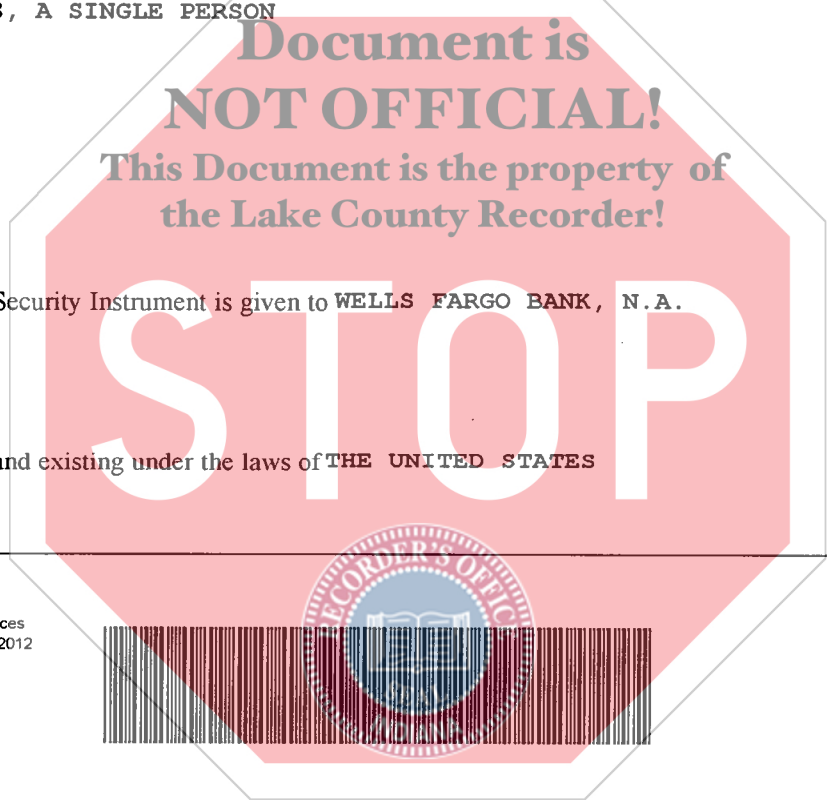 , A SINGLE PERSON
Document is
NOT OFFICIAL!
This Document is the property of
the Lake County Recorder!
Security Instrument is given to WELLS FARGO BANK, N.A.
STOP
and existing under the laws of THE UNITED STATES
RECORDER'S OFFICE
ces
2012
SEAL
INDIANA